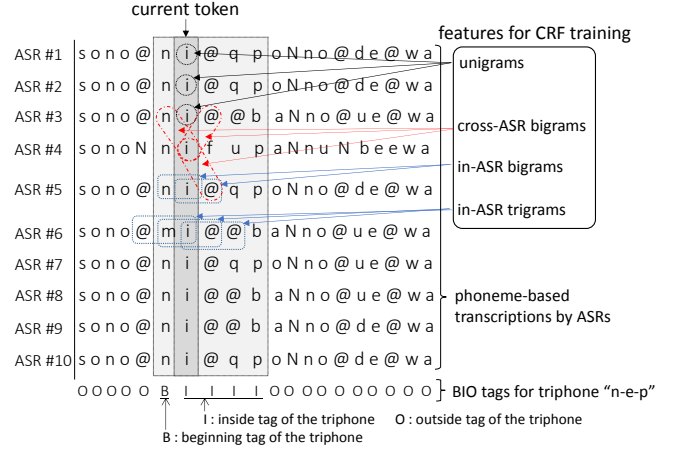 current token
features for CRF training
ASR #1 s o n o @ n i @ q p o N n o @ d e @ w a
unigrams
ASR #2 s o n o @ n i @ q p o N n o @ d e @ w a
ASR #3 s o n o @ n i @ @ b a N n o @ u e @ w a
cross-ASR bigrams
ASR #4 s o n o N n i f u p a N n u N b e e w a
in-ASR bigrams
ASR #5 s o n o @ n i @ q p o N n o @ d e @ w a
in-ASR trigrams
ASR #6 s o n o @ m i @ @ b a N n o @ u e @ w a
ASR #7 s o n o @ n i @ q p o N n o @ d e @ w a
ASR #8 s o n o @ n i @ @ b a N n o @ u e @ w a
phoneme-based
transcriptions by ASRs
ASR #9 s o n o @ n i @ @ b a N n o @ u e @ w a
ASR #10 s o n o @ n i @ q p o N n o @ d e @ w a
O O O O O B I I I I O O O O O O O O O O
BIO tags for triphone “n-e-p”
I : inside tag of the triphone O : outside tag of the triphone
B : beginning tag of the triphone